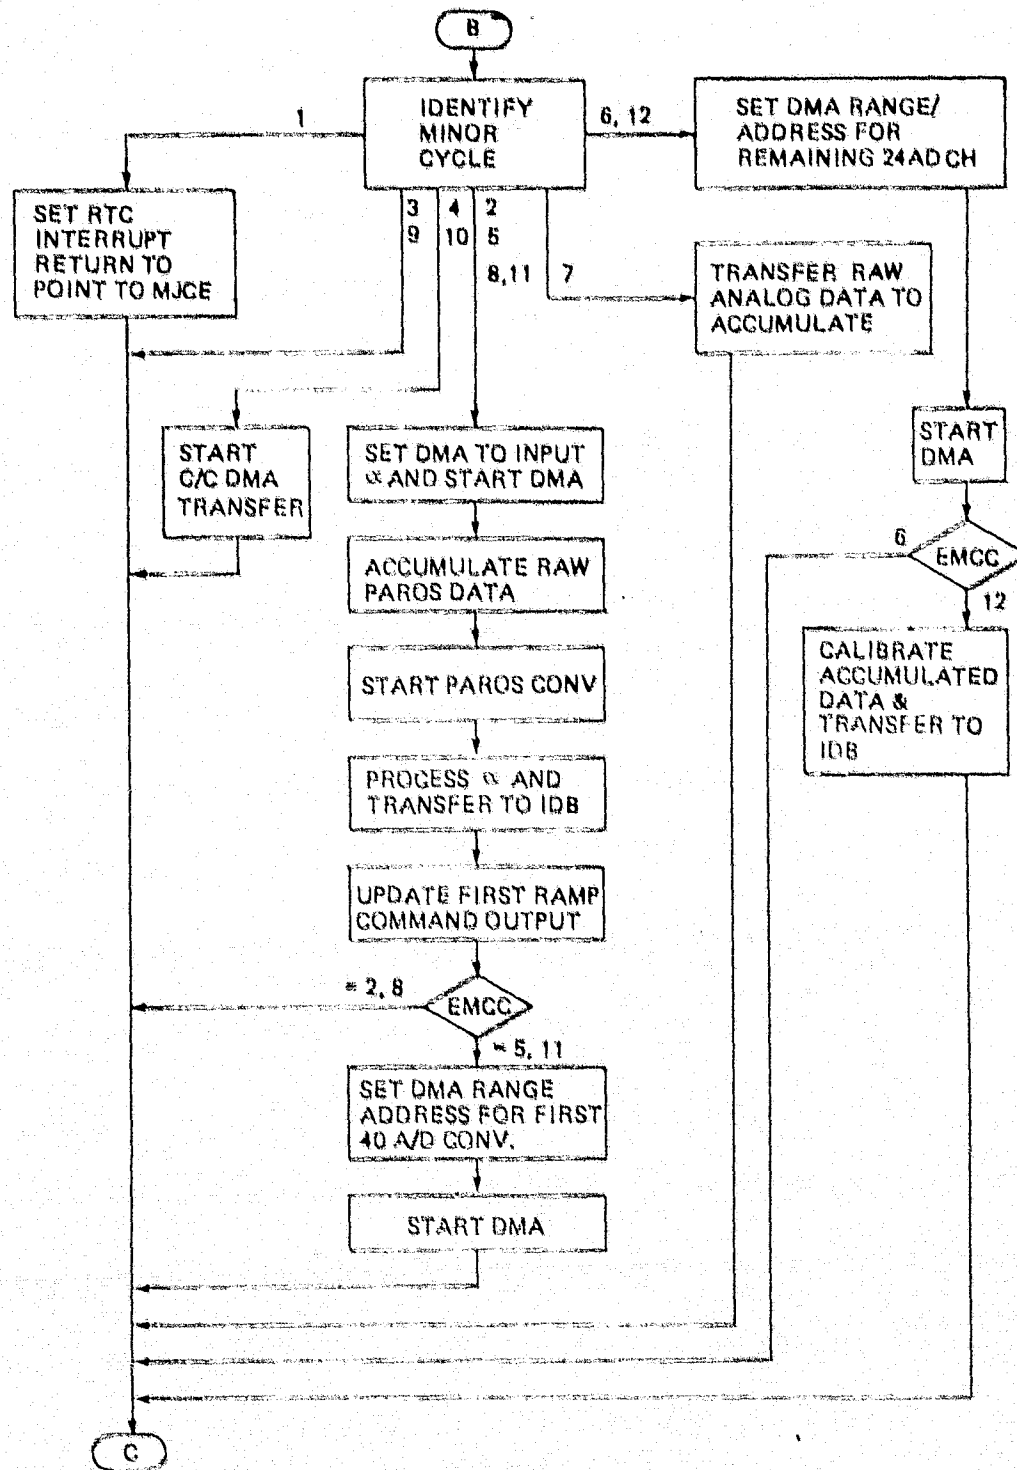 B
IDENTIFY
MINOR
CYCLE
1
6, 12
SET DMA RANGE/
ADDRESS FOR
REMAINING 24 AD CH
SET RTC
INTERRUPT
RETURN TO
POINT TO MJCE
3
9
4
10
2
5
8, 11
7
TRANSFER RAW
ANALOG DATA TO
ACCUMULATE
START
C/C DMA
TRANSFER
SET DMA TO INPUT
α AND START DMA
START
DMA
ACCUMULATE RAW
PAROS DATA
6
EMCC
12
START PAROS CONV
CALIBRATE
ACCUMULATED
DATA &
TRANSFER TO
IDB
PROCESS α AND
TRANSFER TO IDB
UPDATE FIRST RAMP
COMMAND OUTPUT
= 2, 8
EMCC
= 5, 11
SET DMA RANGE
ADDRESS FOR FIRST
40 A/D CONV.
START DMA
C